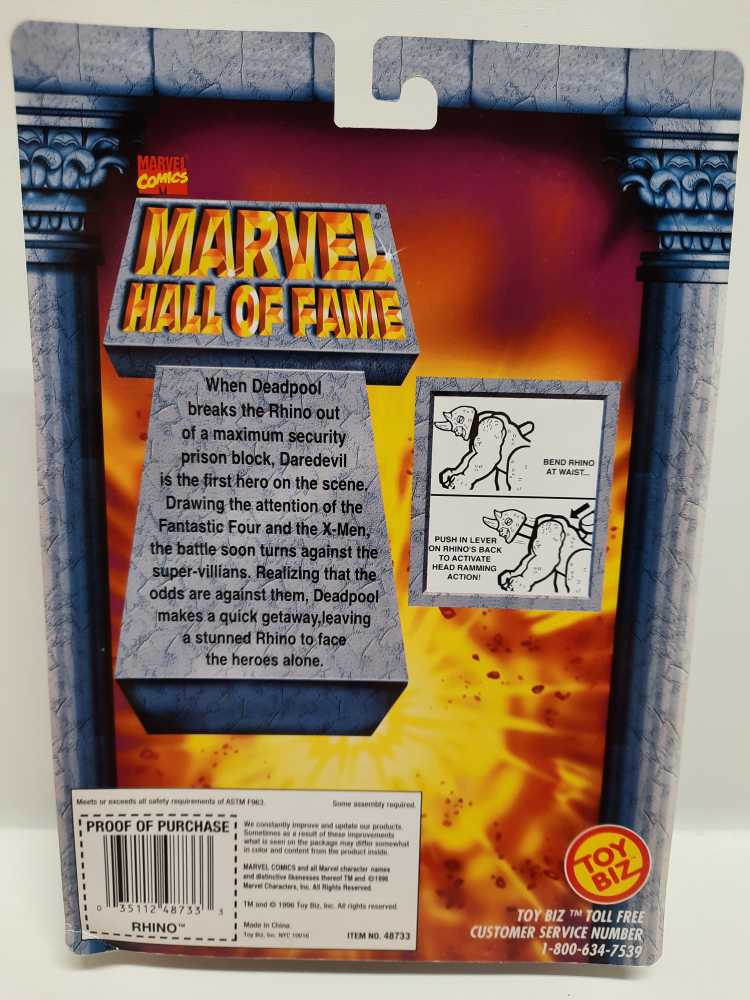 MARVEL
COMICS
MARVEL®
HALL OF FAME
When Deadpool
breaks the Rhino out
of a maximum security
prison block, Daredevil
is the first hero on the scene.
Drawing the attention of the
Fantastic Four and the X-Men,
the battle soon turns against the
super-villians. Realizing that the
odds are against them, Deadpool
makes a quick getaway,leaving
a stunned Rhino to face
the heroes alone.
BEND RHINO
AT WAIST...
PUSH IN LEVER
ON RHINO'S BACK
TO ACTIVATE
HEAD RAMMING
ACTION!
Meets or exceeds all safety requirements of ASTM F963.
Some assembly required.
PROOF OF PURCHASE
0 35112 48733 3
RHINO™
We constantly improve and update our products.
Sometimes as a result of these improvements
what is seen on the package may differ somewhat
in color and content from the product inside.
MARVEL COMICS and all Marvel character names
and distinctive likenesses thereof TM and ©1996
Marvel Characters, Inc. All Rights Reserved.
TM and © 1996 Toy Biz, Inc. All rights reserved.
Made in China.
Toy Biz, Inc. NYC 10016
ITEM NO. 48733
TOY
BIZ
TOY BIZ ™ TOLL FREE
CUSTOMER SERVICE NUMBER
1-800-634-7539